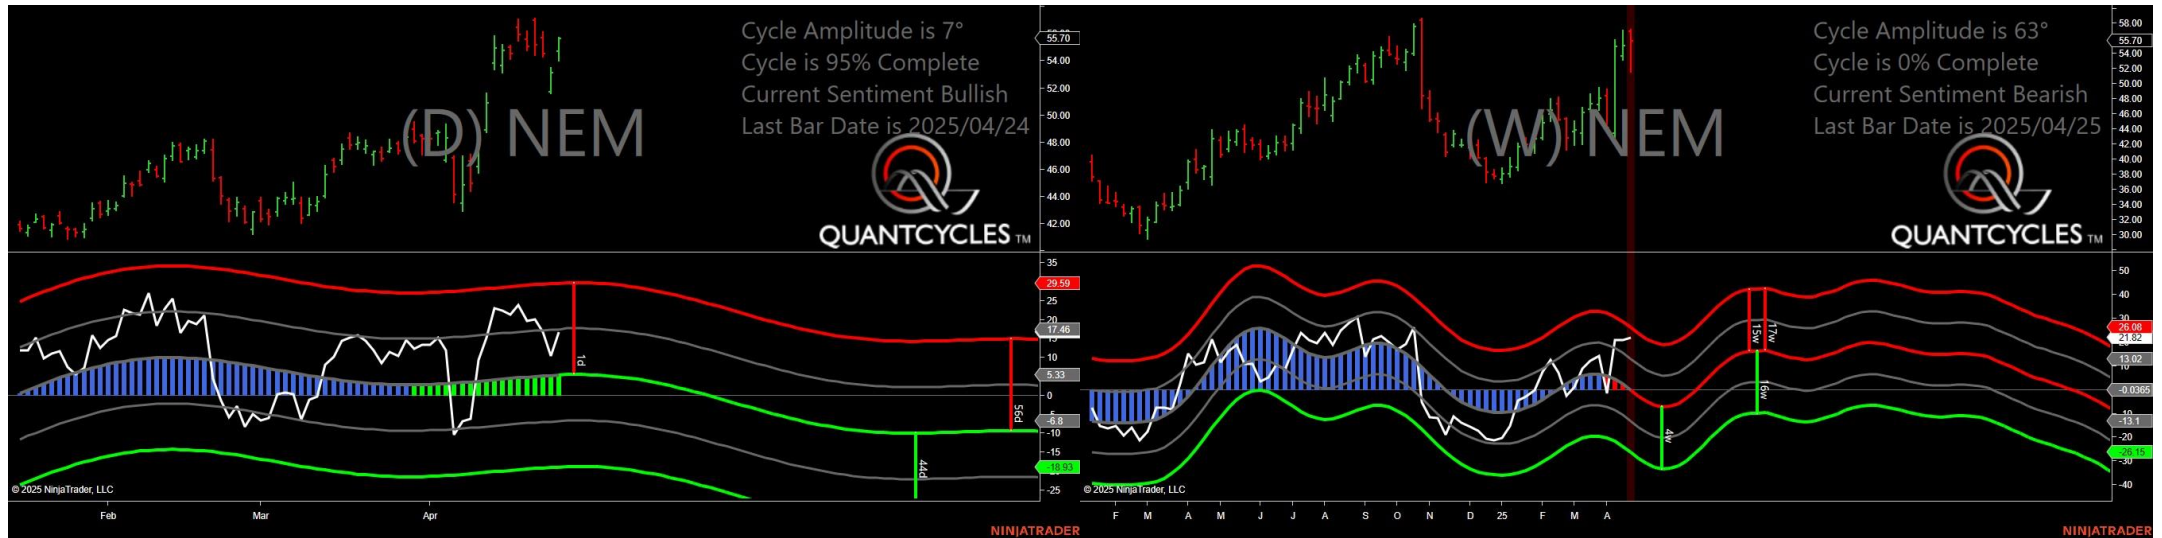 Cycle Amplitude is 7°
Cycle is 95% Complete
Current Sentiment Bullish
Last Bar Date is 2025/04/24
(D) NEM
QUANTCYCLES TM
55.70
54.00
52.00
50.00
48.00
46.00
44.00
42.00
35
29.59
25
20
17.46
10
5.33
0
-6.8
-10
-15
-18.93
-25
1d
44d
56d
© 2025 NinjaTrader, LLC
Feb Mar Apr
NINJATRADER
Cycle Amplitude is 63°
Cycle is 0% Complete
Current Sentiment Bearish
Last Bar Date is 2025/04/25
(W) NEM
QUANTCYCLES TM
58.00
55.70
54.00
52.00
50.00
48.00
46.00
44.00
42.00
40.00
38.00
36.00
34.00
32.00
30.00
50
40
26.08
21.82
13.02
10
-0.0365
-13.1
-20
-26.15
-30
-40
4w
15w
17w
16w
© 2025 NinjaTrader, LLC
F M A M J J A S O N D 25 F M A
NINJATRADER